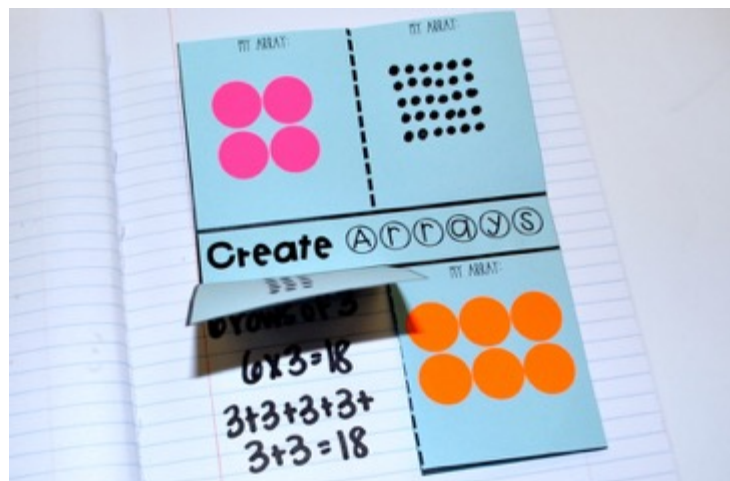 MY ARRAY:
MY ARRAY:
Create Arrays
MY ARRAY:
6 rows of 3
6x3=18
3+3+3+3+
3+3=18